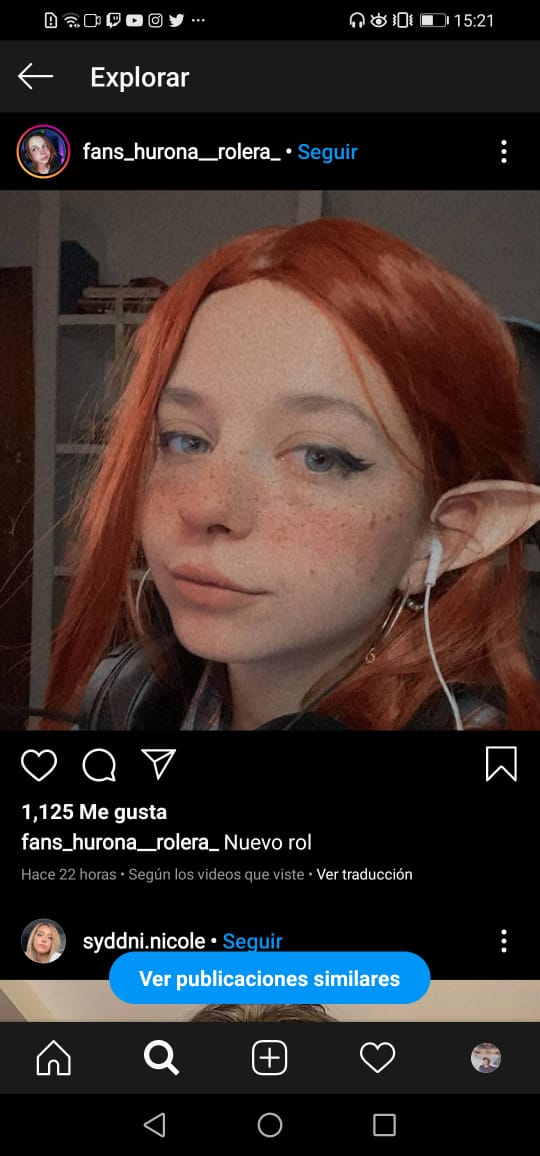 15:21
Explorar
fans_hurona__rolera_ • Seguir
1,125 Me gusta
fans_hurona__rolera_ Nuevo rol
Hace 22 horas • Según los videos que viste • Ver traducción
syddni.nicole • Seguir
Ver publicaciones similares